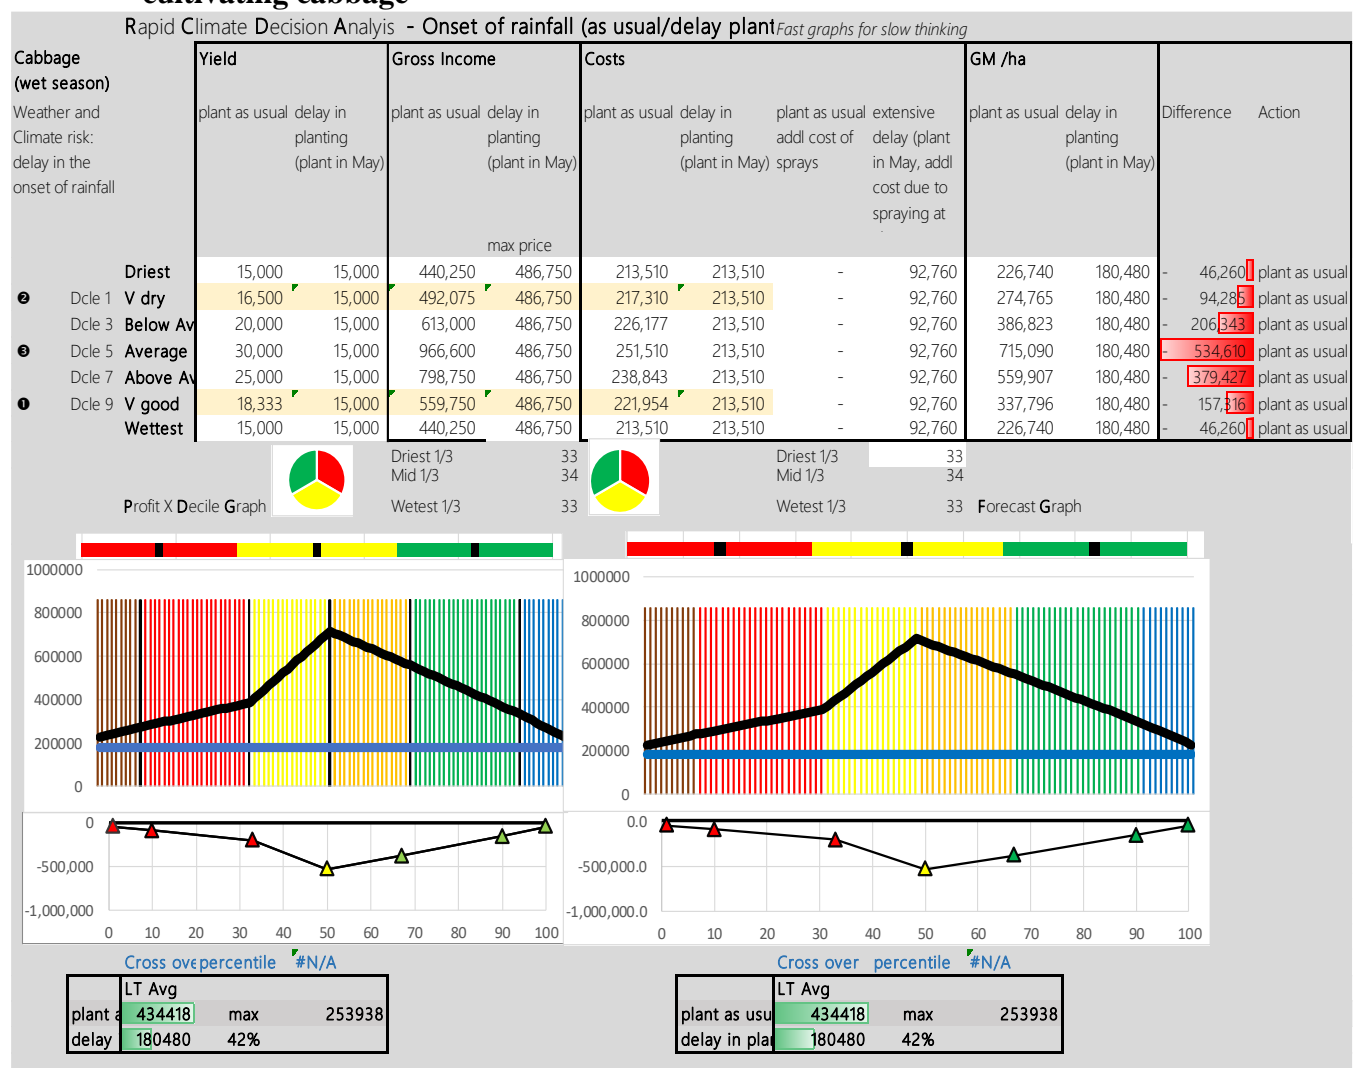 cultivating cabbage
Rapid Climate Decision Analyis - Onset of rainfall (as usual/delay plant Fast graphs for slow thinking
Cabbage (wet season) Yield Gross Income Costs GM /ha
Weather and Climate risk: delay in the onset of rainfall
plant as usual
delay in planting (plant in May)
plant as usual
delay in planting (plant in May)
max price
plant as usual
delay in planting (plant in May)
plant as usual addl cost of sprays
extensive delay (plant in May, addl cost due to spraying at
plant as usual
delay in planting (plant in May)
Difference Action
Driest 15,000 15,000 440,250 486,750 213,510 213,510 - 92,760 226,740 180,480 - 46,260 plant as usual
❷ Dcle 1 V dry 16,500 15,000 492,075 486,750 217,310 213,510 - 92,760 274,765 180,480 - 94,285 plant as usual
Dcle 3 Below Av 20,000 15,000 613,000 486,750 226,177 213,510 - 92,760 386,823 180,480 - 206,343 plant as usual
❸ Dcle 5 Average 30,000 15,000 966,600 486,750 251,510 213,510 - 92,760 715,090 180,480 - 534,610 plant as usual
Dcle 7 Above Av 25,000 15,000 798,750 486,750 238,843 213,510 - 92,760 559,907 180,480 - 379,427 plant as usual
❶ Dcle 9 V good 18,333 15,000 559,750 486,750 221,954 213,510 - 92,760 337,796 180,480 - 157,316 plant as usual
Wettest 15,000 15,000 440,250 486,750 213,510 213,510 - 92,760 226,740 180,480 - 46,260 plant as usual
Driest 1/3 33 Driest 1/3 33
Mid 1/3 34 Mid 1/3 34
Profit X Decile Graph Wetest 1/3 33 Wetest 1/3 33 Forecast Graph
1000000
800000
600000
400000
200000
0
1000000
800000
600000
400000
200000
0
0
-500,000
-1,000,000
0 10 20 30 40 50 60 70 80 90 100
0.0
-500,000.0
-1,000,000.0
0 10 20 30 40 50 60 70 80 90 100
Cross ove percentile #N/A
LT Avg
plant a 434418 max 253938
delay 180480 42%
Cross over percentile #N/A
LT Avg
plant as usu 434418 max 253938
delay in pla 180480 42%